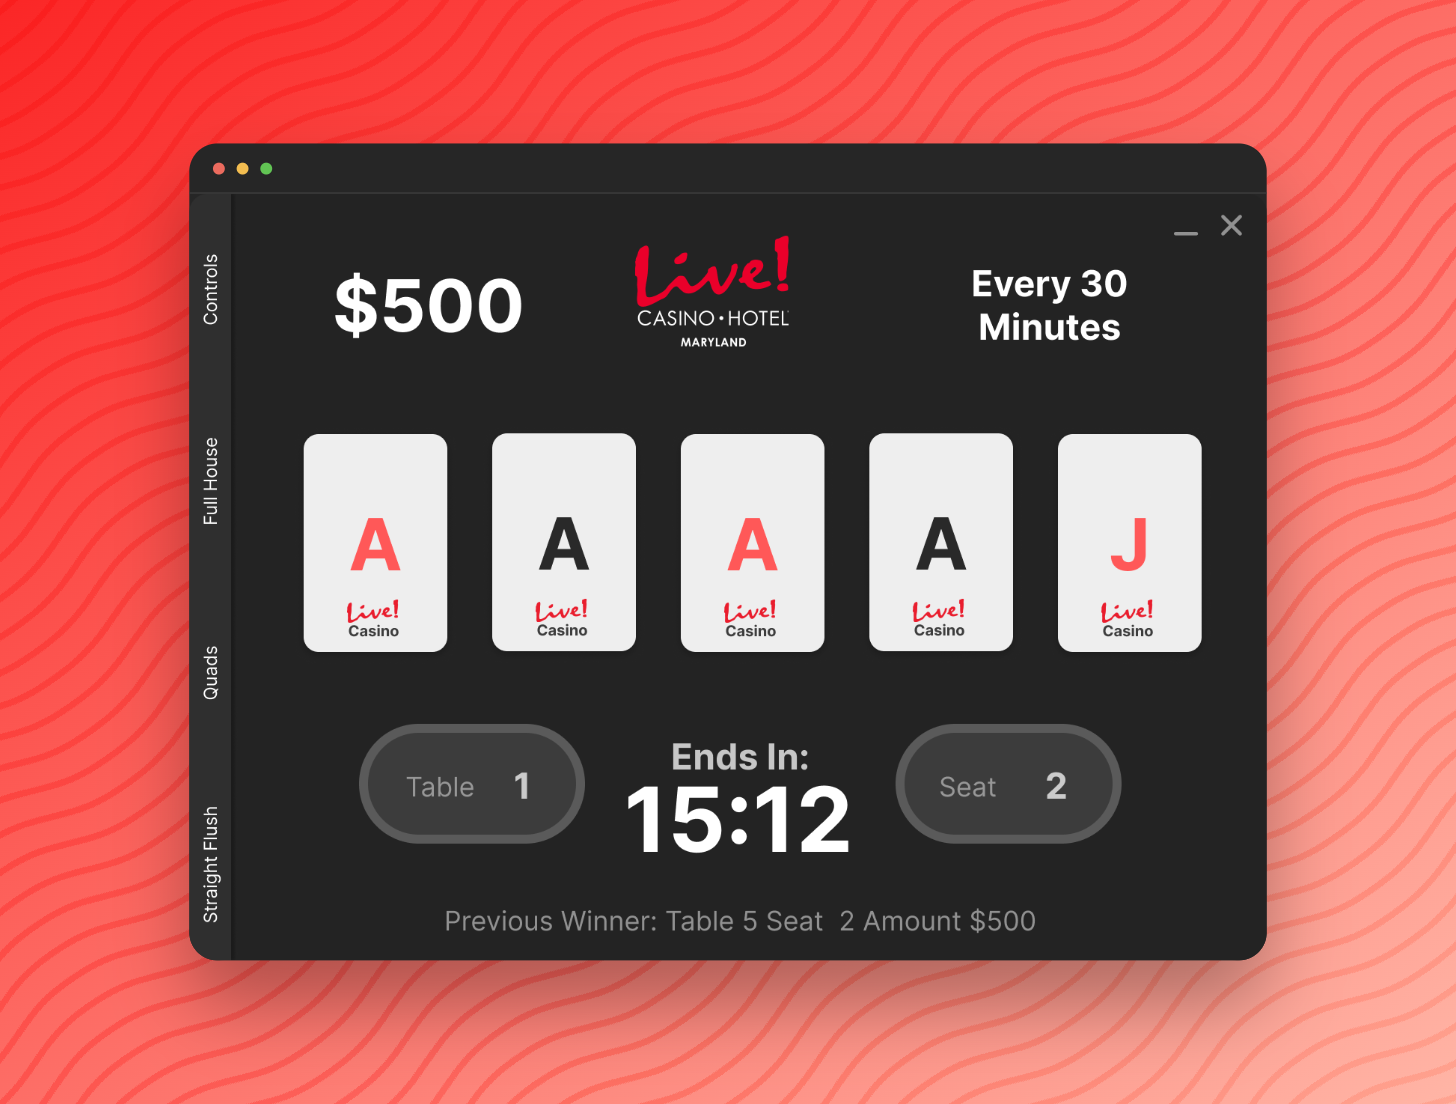 Controls
Full House
Quads
Straight Flush
$500
Live!
CASINO • HOTEL
MARYLAND
Every 30
Minutes
A
Live!
Casino
A
Live!
Casino
A
Live!
Casino
A
Live!
Casino
J
Live!
Casino
Table 1
Ends In:
15:12
Seat 2
Previous Winner: Table 5 Seat  2 Amount $500